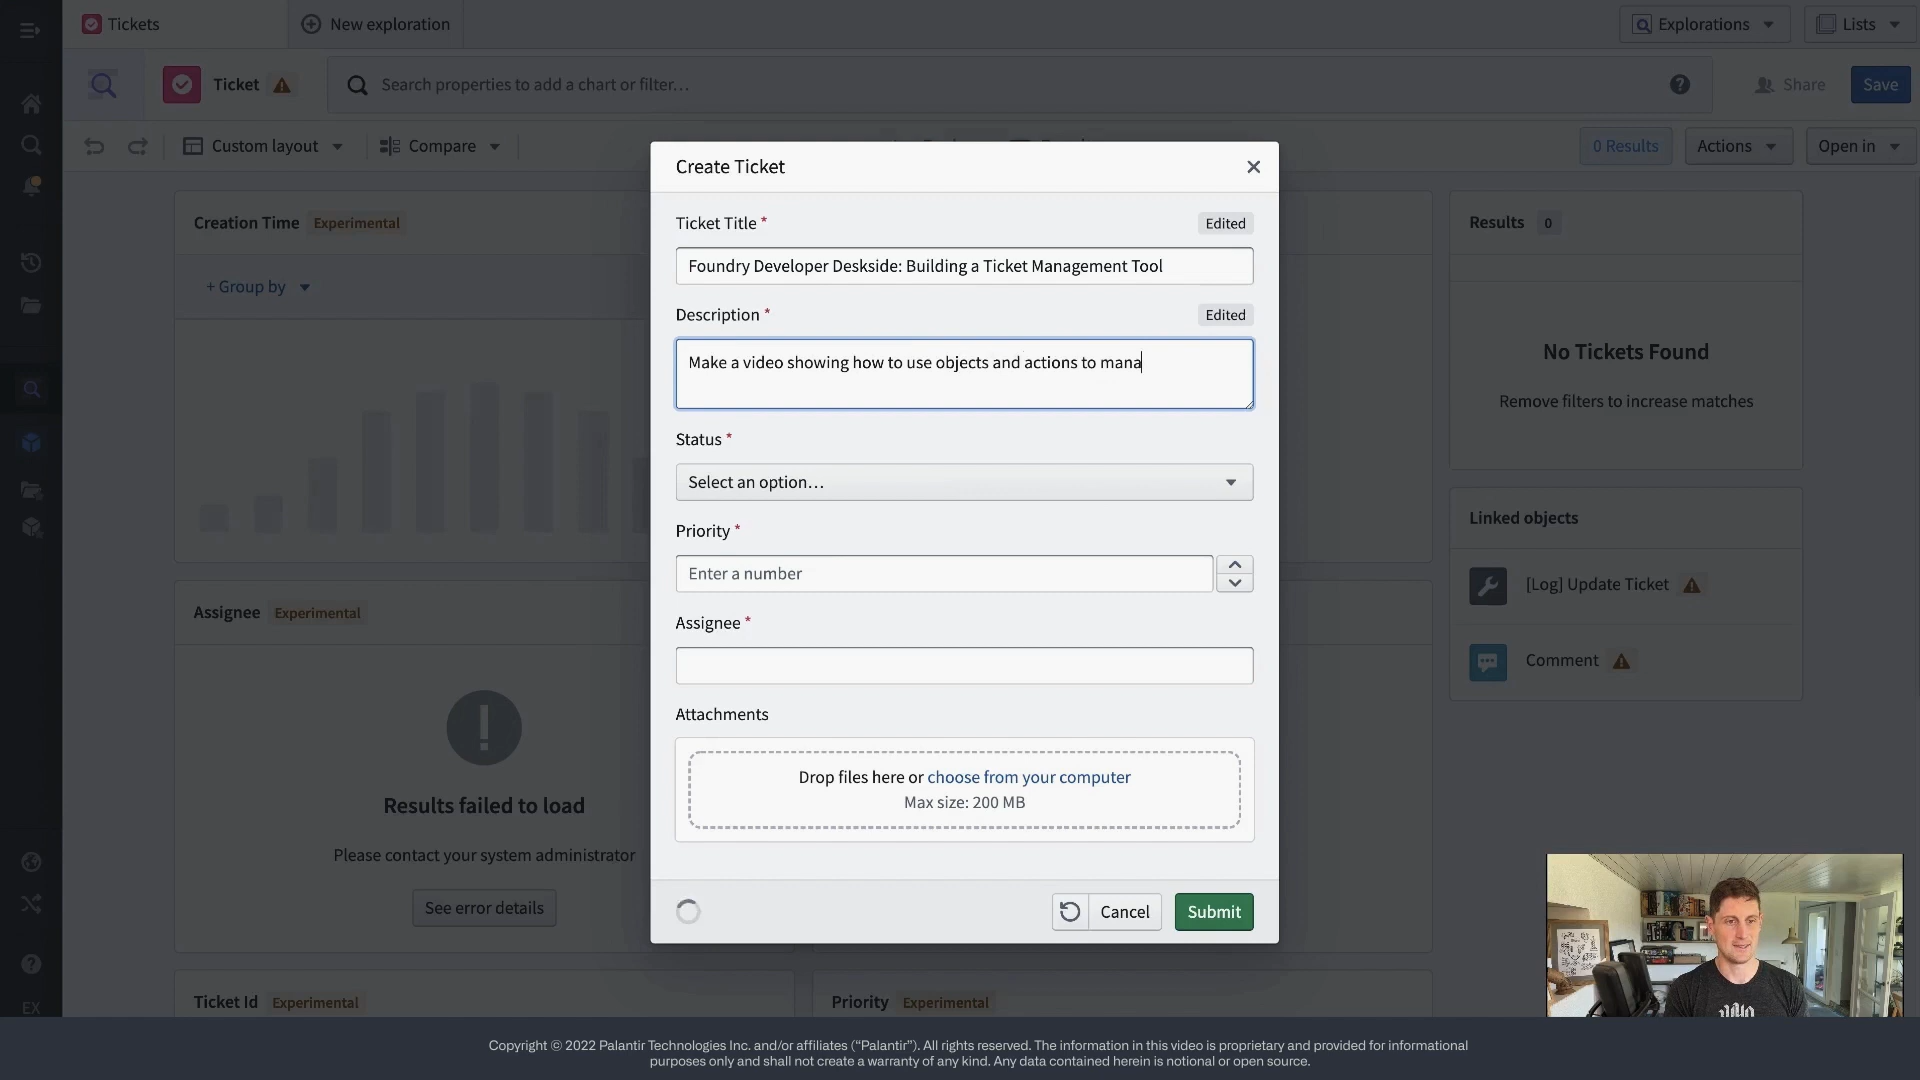 Tickets
New exploration
Explorations
Lists
Ticket
Search properties to add a chart or filter…
Share
Save
Custom layout
Compare
0 Results
Actions
Open in
Creation Time Experimental
+ Group by
Create Ticket
Ticket Title *
Edited
Foundry Developer Deskside: Building a Ticket Management Tool
Description *
Edited
Make a video showing how to use objects and actions to mana
Status *
Select an option…
Priority *
Enter a number
Assignee *
Attachments
Drop files here or choose from your computer
Max size: 200 MB
Cancel
Submit
Results 0
No Tickets Found
Remove filters to increase matches
Linked objects
[Log] Update Ticket
Comment
Assignee Experimental
Results failed to load
Please contact your system administrator
See error details
Ticket Id Experimental
Priority Experimental
EX
Copyright © 2022 Palantir Technologies Inc. and/or affiliates (“Palantir”). All rights reserved. The information in this video is proprietary and provided for informational
purposes only and shall not create a warranty of any kind. Any data contained herein is notional or open source.